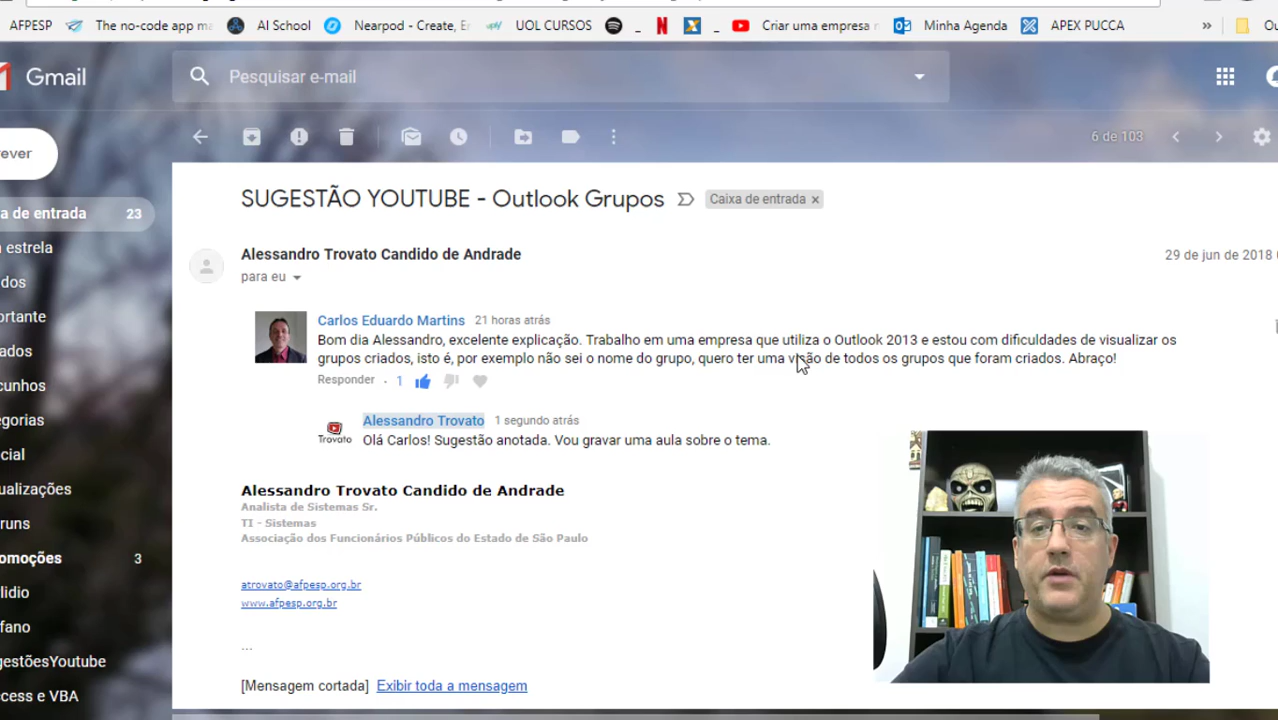 AFPESP
The no-code app ma
AI School
Nearpod - Create, E
UOL CURSOS
Criar uma empresa
Minha Agenda
APEX PUCCA
»
Gmail
Pesquisar e-mail
ever
6 de 103
a de entrada 23
estrela
dos
ortante
ados
cunhos
egorias
cial
ualizações
runs
omoções 3
lidio
fano
gestõesYoutube
cess e VBA
SUGESTÃO YOUTUBE - Outlook Grupos
Caixa de entrada ×
Alessandro Trovato Candido de Andrade
29 de jun de 2018
para eu
Carlos Eduardo Martins 21 horas atrás
Bom dia Alessandro, excelente explicação. Trabalho em uma empresa que utiliza o Outlook 2013 e estou com dificuldades de visualizar os
grupos criados, isto é, por exemplo não sei o nome do grupo, quero ter uma visão de todos os grupos que foram criados. Abraço!
Responder · 1
Trovato
Alessandro Trovato 1 segundo atrás
Olá Carlos! Sugestão anotada. Vou gravar uma aula sobre o tema.
Alessandro Trovato Candido de Andrade
Analista de Sistemas Sr.
TI - Sistemas
Associação dos Funcionários Públicos do Estado de São Paulo
atrovato@afpesp.org.br
www.afpesp.org.br
...
[Mensagem cortada] Exibir toda a mensagem